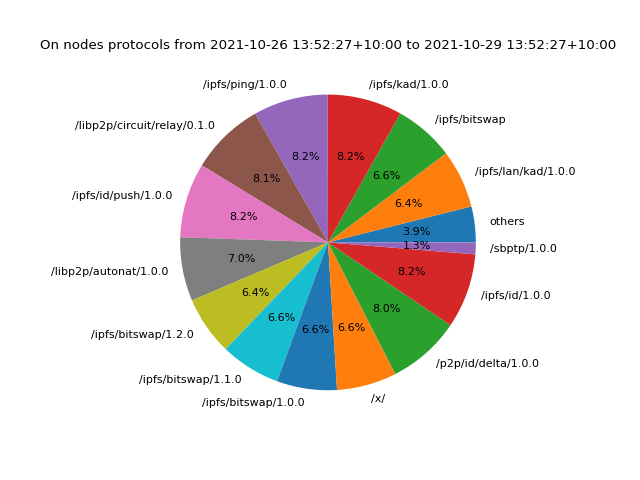 On nodes protocols from 2021-10-26 13:52:27+10:00 to 2021-10-29 13:52:27+10:00
/ipfs/ping/1.0.0
/ipfs/kad/1.0.0
/libp2p/circuit/relay/0.1.0
/ipfs/bitswap
8.2%
8.2%
8.1%
6.6%
/ipfs/lan/kad/1.0.0
/ipfs/id/push/1.0.0
8.2%
6.4%
others
3.9%
1.3%
/sbptp/1.0.0
/libp2p/autonat/1.0.0
7.0%
8.2%
6.4%
/ipfs/id/1.0.0
8.0%
6.6%
6.6%
6.6%
/ipfs/bitswap/1.2.0
/p2p/id/delta/1.0.0
/ipfs/bitswap/1.1.0
/ipfs/bitswap/1.0.0
/x/